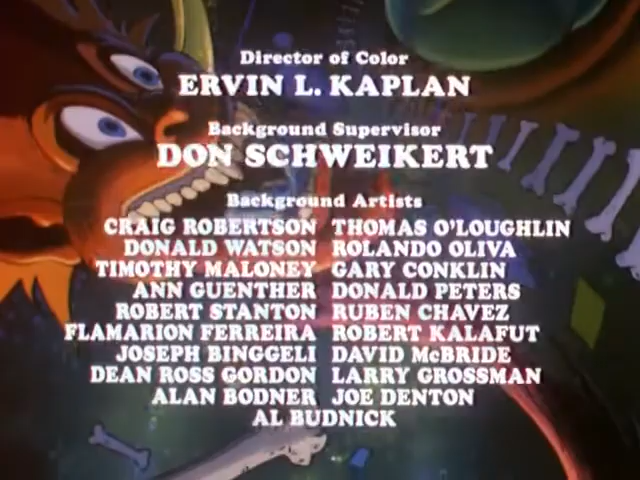 Director of Color
ERVIN L. KAPLAN
Background Supervisor
DON SCHWEIKERT
Background Artists
CRAIG ROBERTSON THOMAS O'LOUGHLIN
DONALD WATSON ROLANDO OLIVA
TIMOTHY MALONEY GARY CONKLIN
ANN GUENTHER DONALD PETERS
ROBERT STANTON RUBEN CHAVEZ
FLAMARION FERREIRA ROBERT KALAFUT
JOSEPH BINGGELI DAVID McBRIDE
DEAN ROSS GORDON LARRY GROSSMAN
ALAN BODNER JOE DENTON
AL BUDNICK